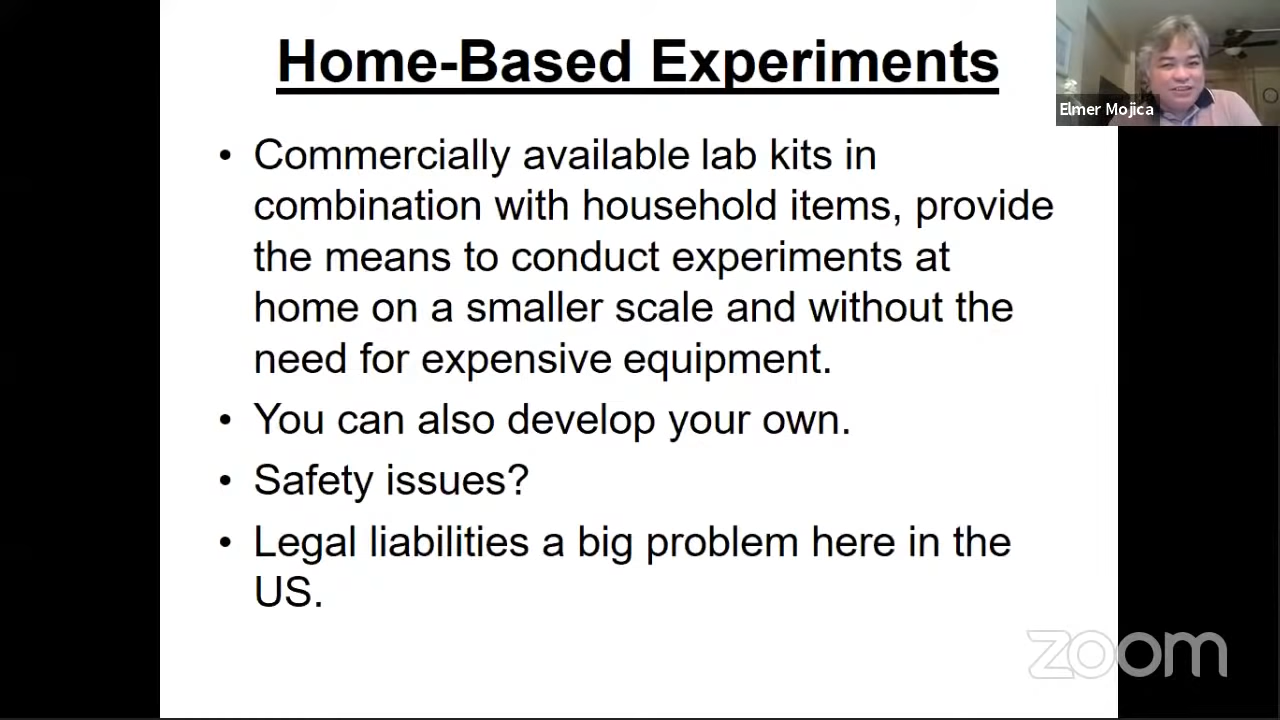 Home-Based Experiments
Elmer Mojica
• Commercially available lab kits in
combination with household items, provide
the means to conduct experiments at
home on a smaller scale and without the
need for expensive equipment.
• You can also develop your own.
• Safety issues?
• Legal liabilities a big problem here in the
US.
zoom